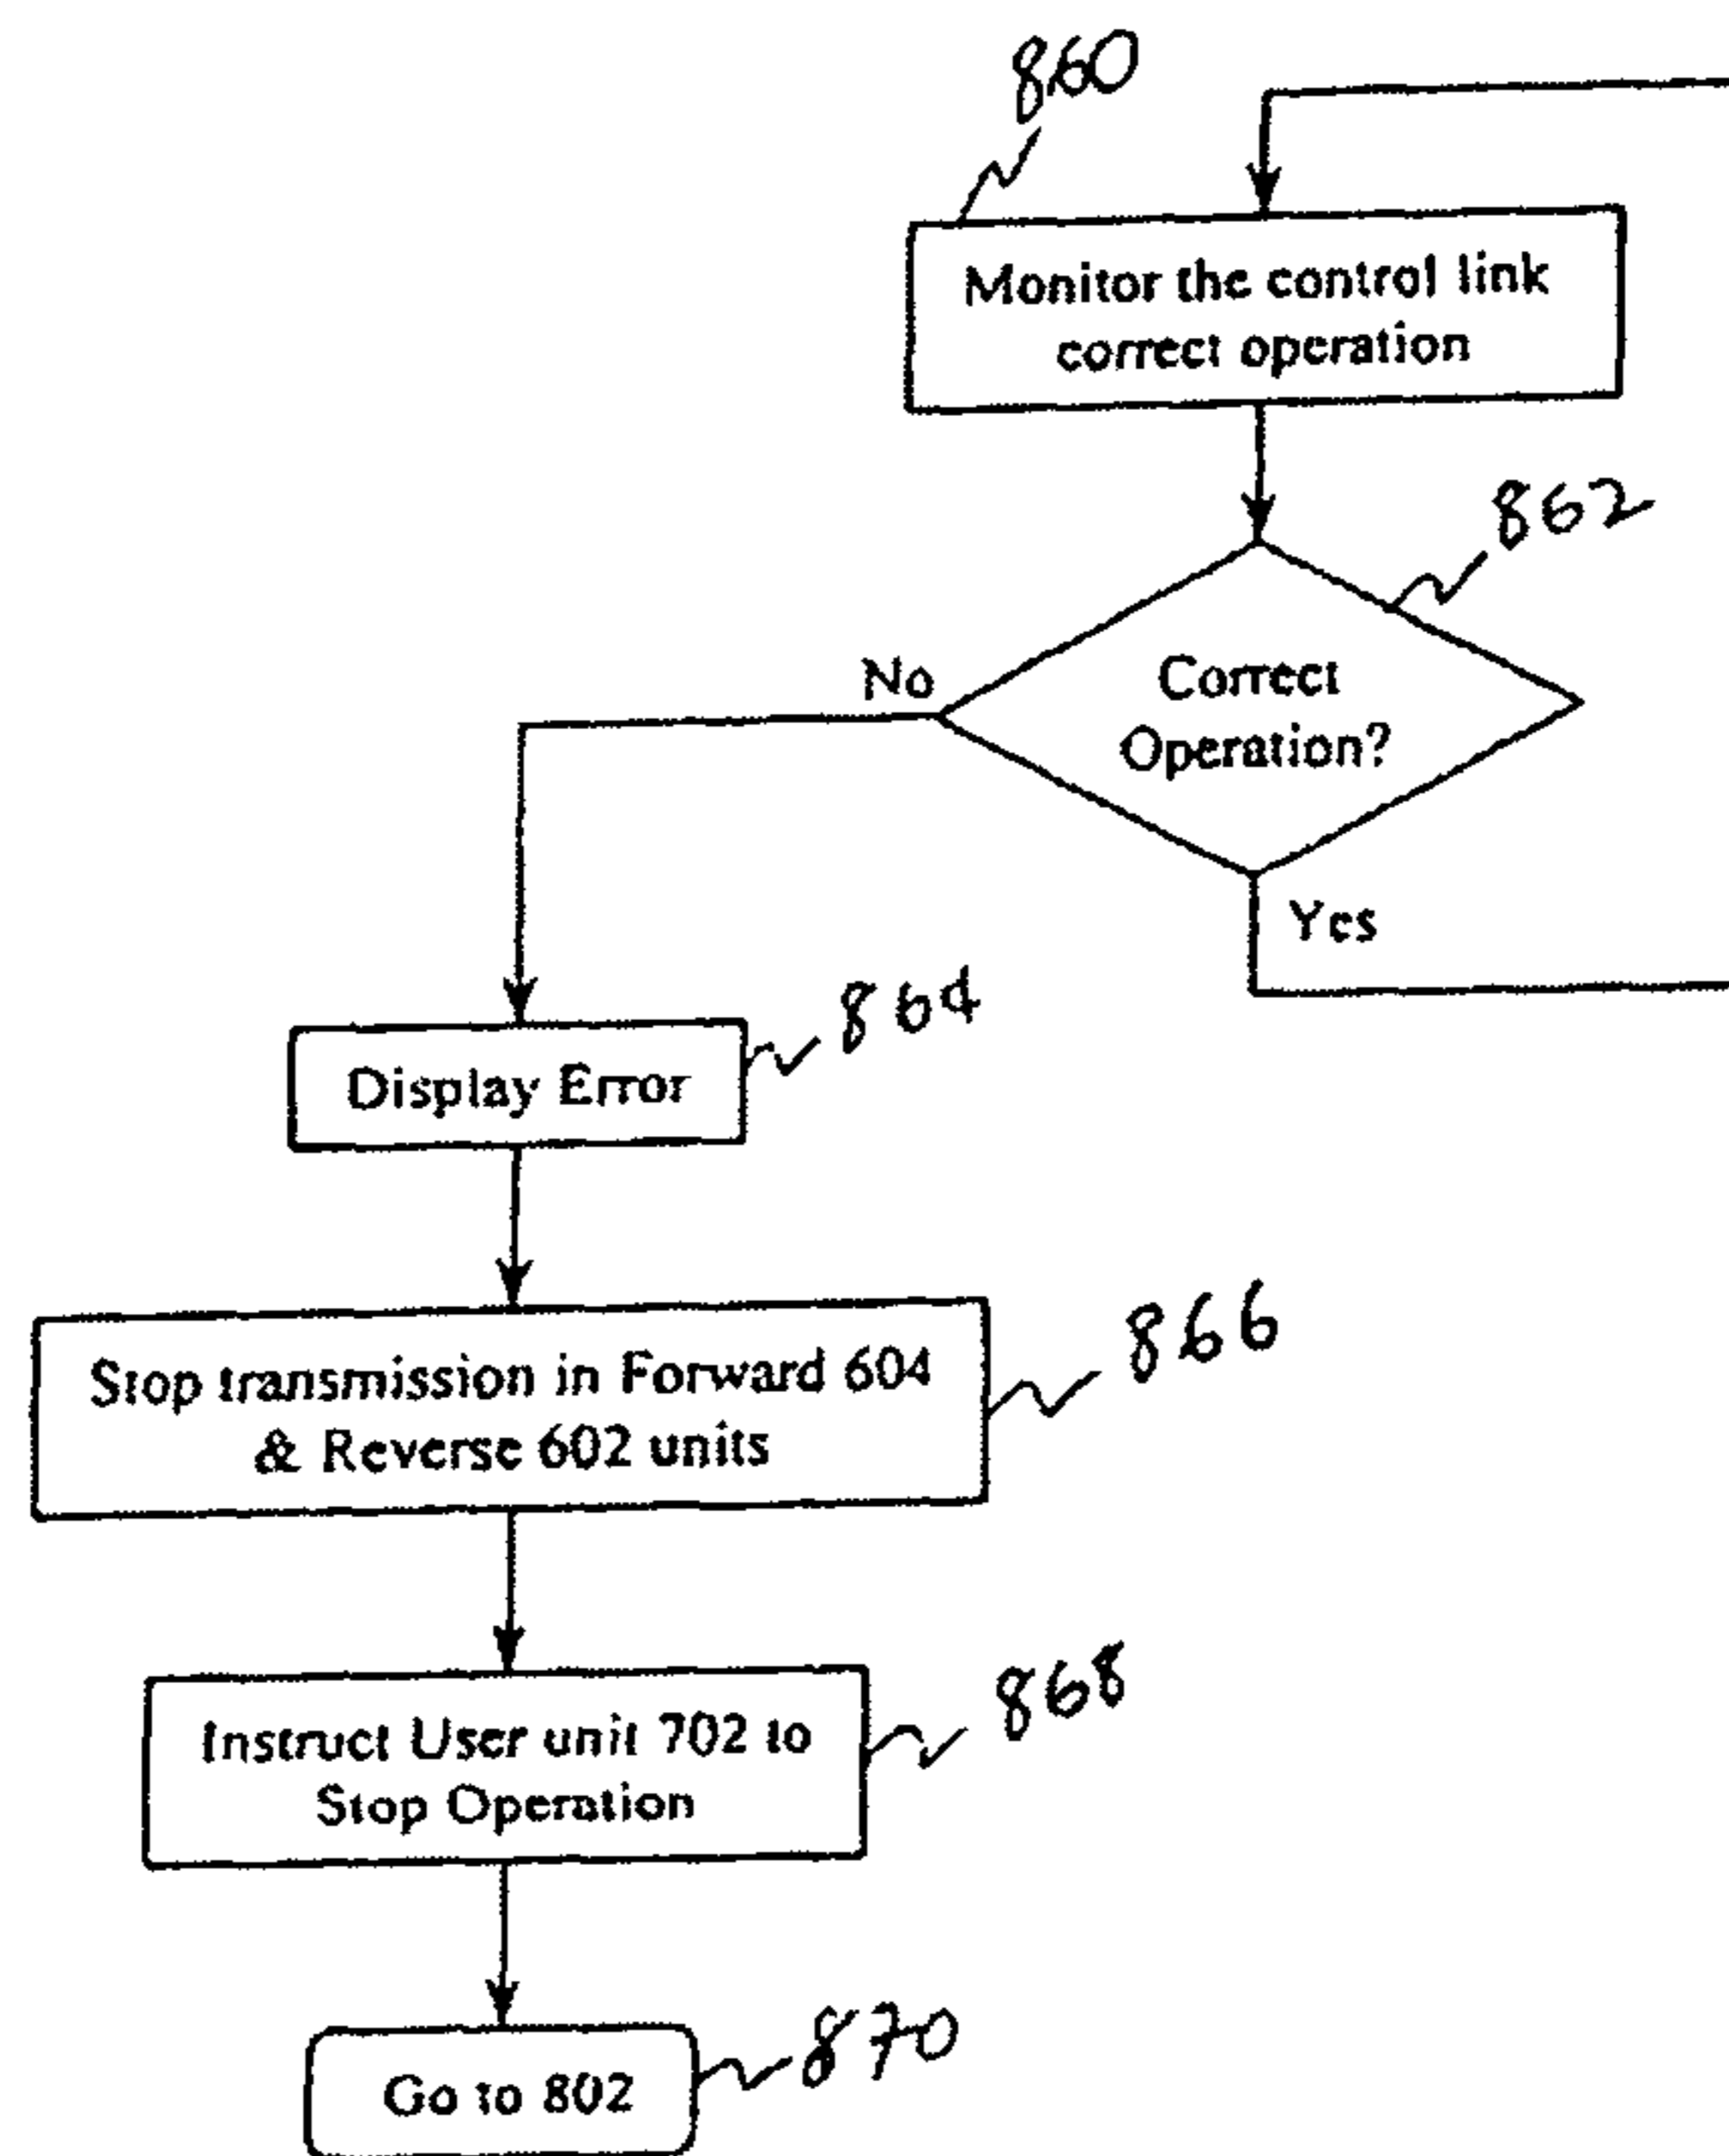 860
Monitor the control link
correct operation
862
No
Correct
Operation?
Yes
864
Display Error
866
Stop transmission in Forward 604
& Reverse 602 units
868
Instruct User unit 702 to
Stop Operation
870
Go to 802